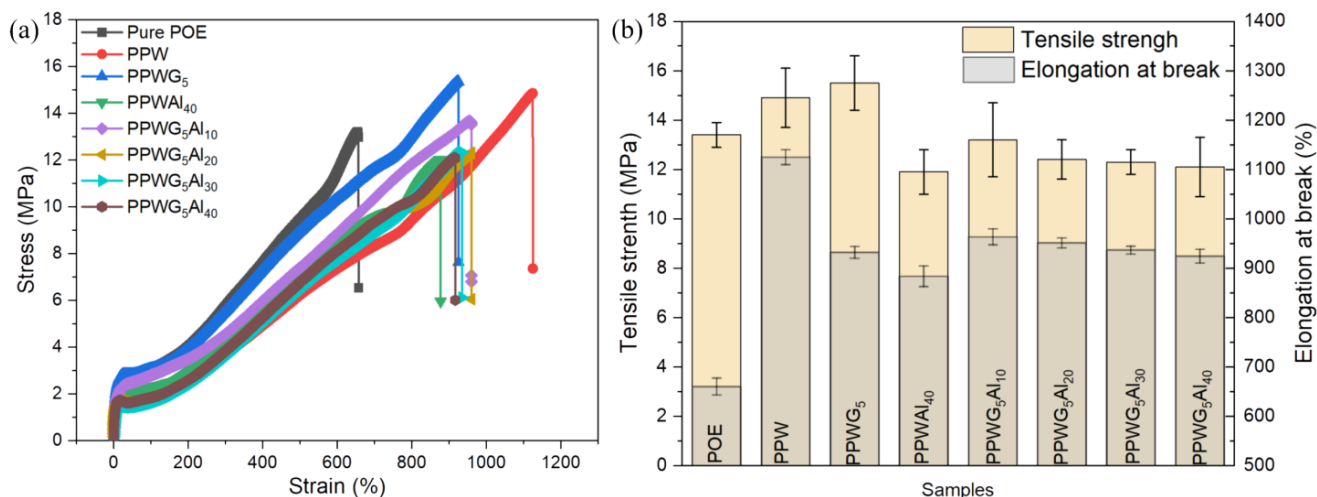 (a)
18
16
14
12
10
8
6
4
2
0
Stress (MPa)
Pure POE
PPW
PPWG₅
PPWAl₄₀
PPWG₅Al₁₀
PPWG₅Al₂₀
PPWG₅Al₃₀
PPWG₅Al₄₀
0 200 400 600 800 1000 1200
Strain (%)
(b)
18
16
14
12
10
8
6
4
2
0
Tensile strenth (MPa)
Tensile strengh
Elongation at break
POE
PPW
PPWG₅
PPWAl₄₀
PPWG₅Al₁₀
PPWG₅Al₂₀
PPWG₅Al₃₀
PPWG₅Al₄₀
Samples
1400
1300
1200
1100
1000
900
800
700
600
500
Elongation at break (%)